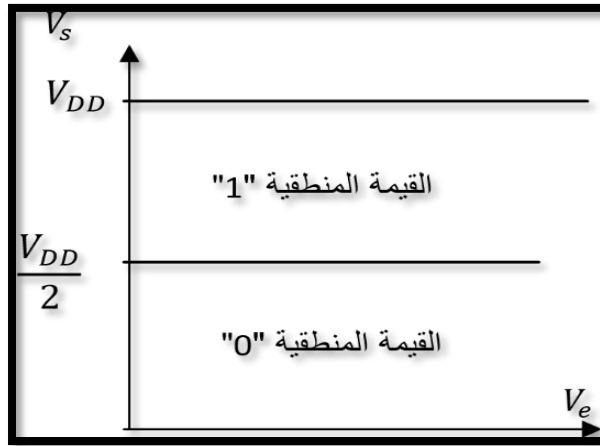 V_s
V_DD
القيمة المنطقية "1"
V_DD
2
القيمة المنطقية "0"
V_e